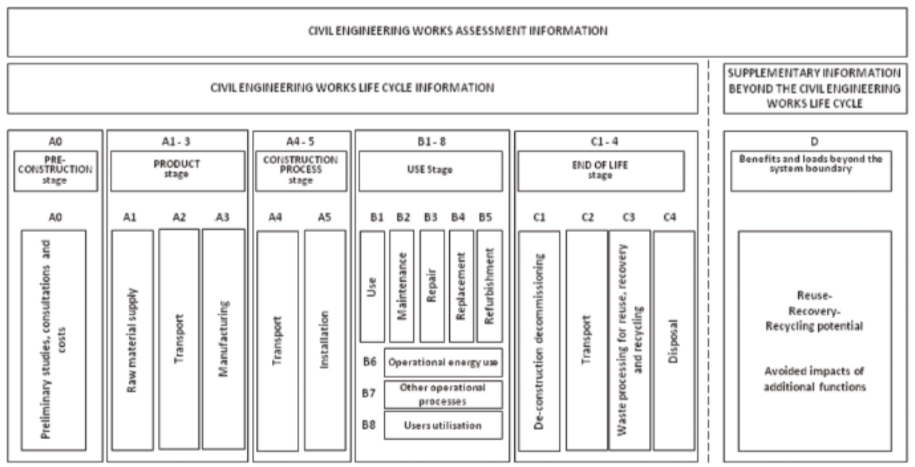 CIVIL ENGINEERING WORKS ASSESSMENT INFORMATION
CIVIL ENGINEERING WORKS LIFE CYCLE INFORMATION
SUPPLEMENTARY INFORMATION
BEYOND THE CIVIL ENGINEERING
WORKS LIFE CYCLE
A0
PRE-
CONSTRUCTION
stage
A0
Preliminary studies, consultations and
costs
A1 - 3
PRODUCT
stage
A1
A2
A3
Raw material supply
Transport
Manufacturing
A4 - 5
CONSTRUCTION
PROCESS
stage
A4
A5
Transport
Installation
B1 - 8
USE Stage
B1
B2
B3
B4
B5
Use
Maintenance
Repair
Replacement
Refurbishment
B6
Operational energy use
B7
Other operational
processes
B8
Users utilisation
C1 - 4
END OF LIFE
stage
C1
C2
C3
C4
De-construction decommissioning
Transport
Waste processing for reuse, recovery
and recycling
Disposal
D
Benefits and loads beyond the
system boundary
Reuse-
Recovery-
Recycling potential
Avoided impacts of
additional functions